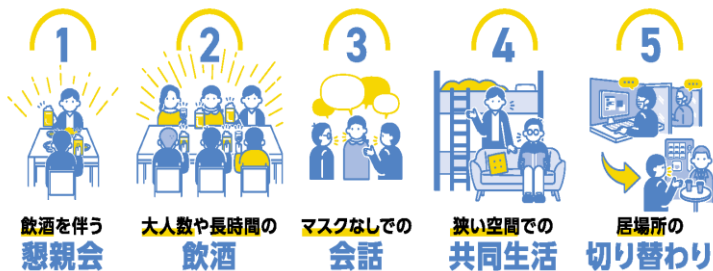 1
飲酒を伴う
懇親会
2
大人数や長時間の
飲酒
3
マスクなしでの
会話
4
狭い空間での
共同生活
5
居場所の
切り替わり